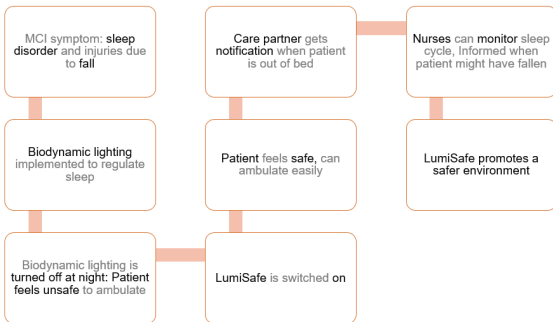 MCI symptom: sleep
disorder and injuries due
to fall
Biodynamic lighting
implemented to regulate
sleep
Biodynamic lighting is
turned off at night: Patient
feels unsafe to ambulate
LumiSafe is switched on
Patient feels safe, can
ambulate easily
Care partner gets
notification when patient
is out of bed
Nurses can monitor sleep
cycle, Informed when
patient might have fallen
LumiSafe promotes a
safer environment